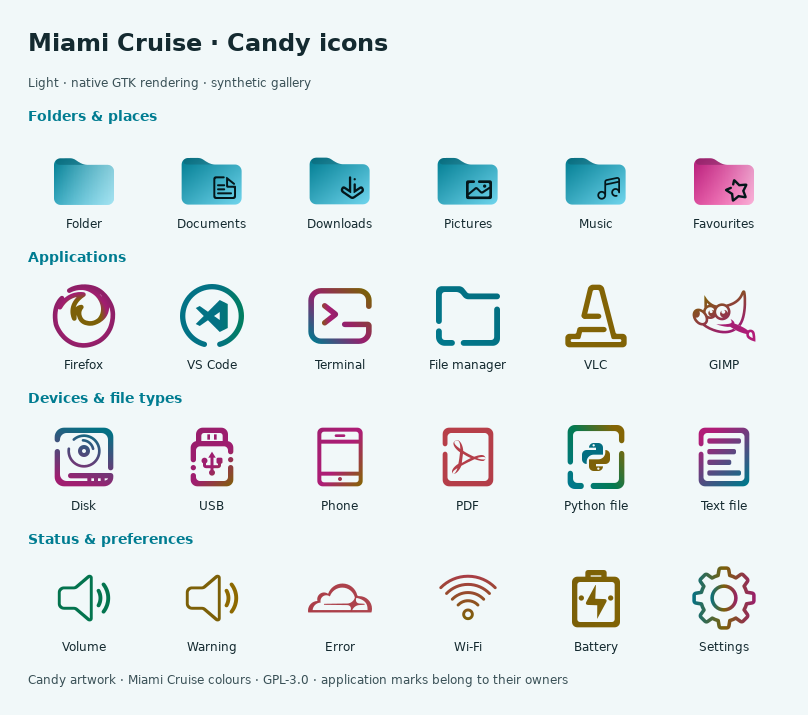 Miami Cruise · Candy icons
Light · native GTK rendering · synthetic gallery
Folders & places
Folder Documents Downloads Pictures Music Favourites
Applications
Firefox VS Code Terminal File manager VLC GIMP
Devices & file types
Disk USB Phone PDF Python file Text file
Status & preferences
Volume Warning Error Wi-Fi Battery Settings
Candy artwork · Miami Cruise colours · GPL-3.0 · application marks belong to their owners